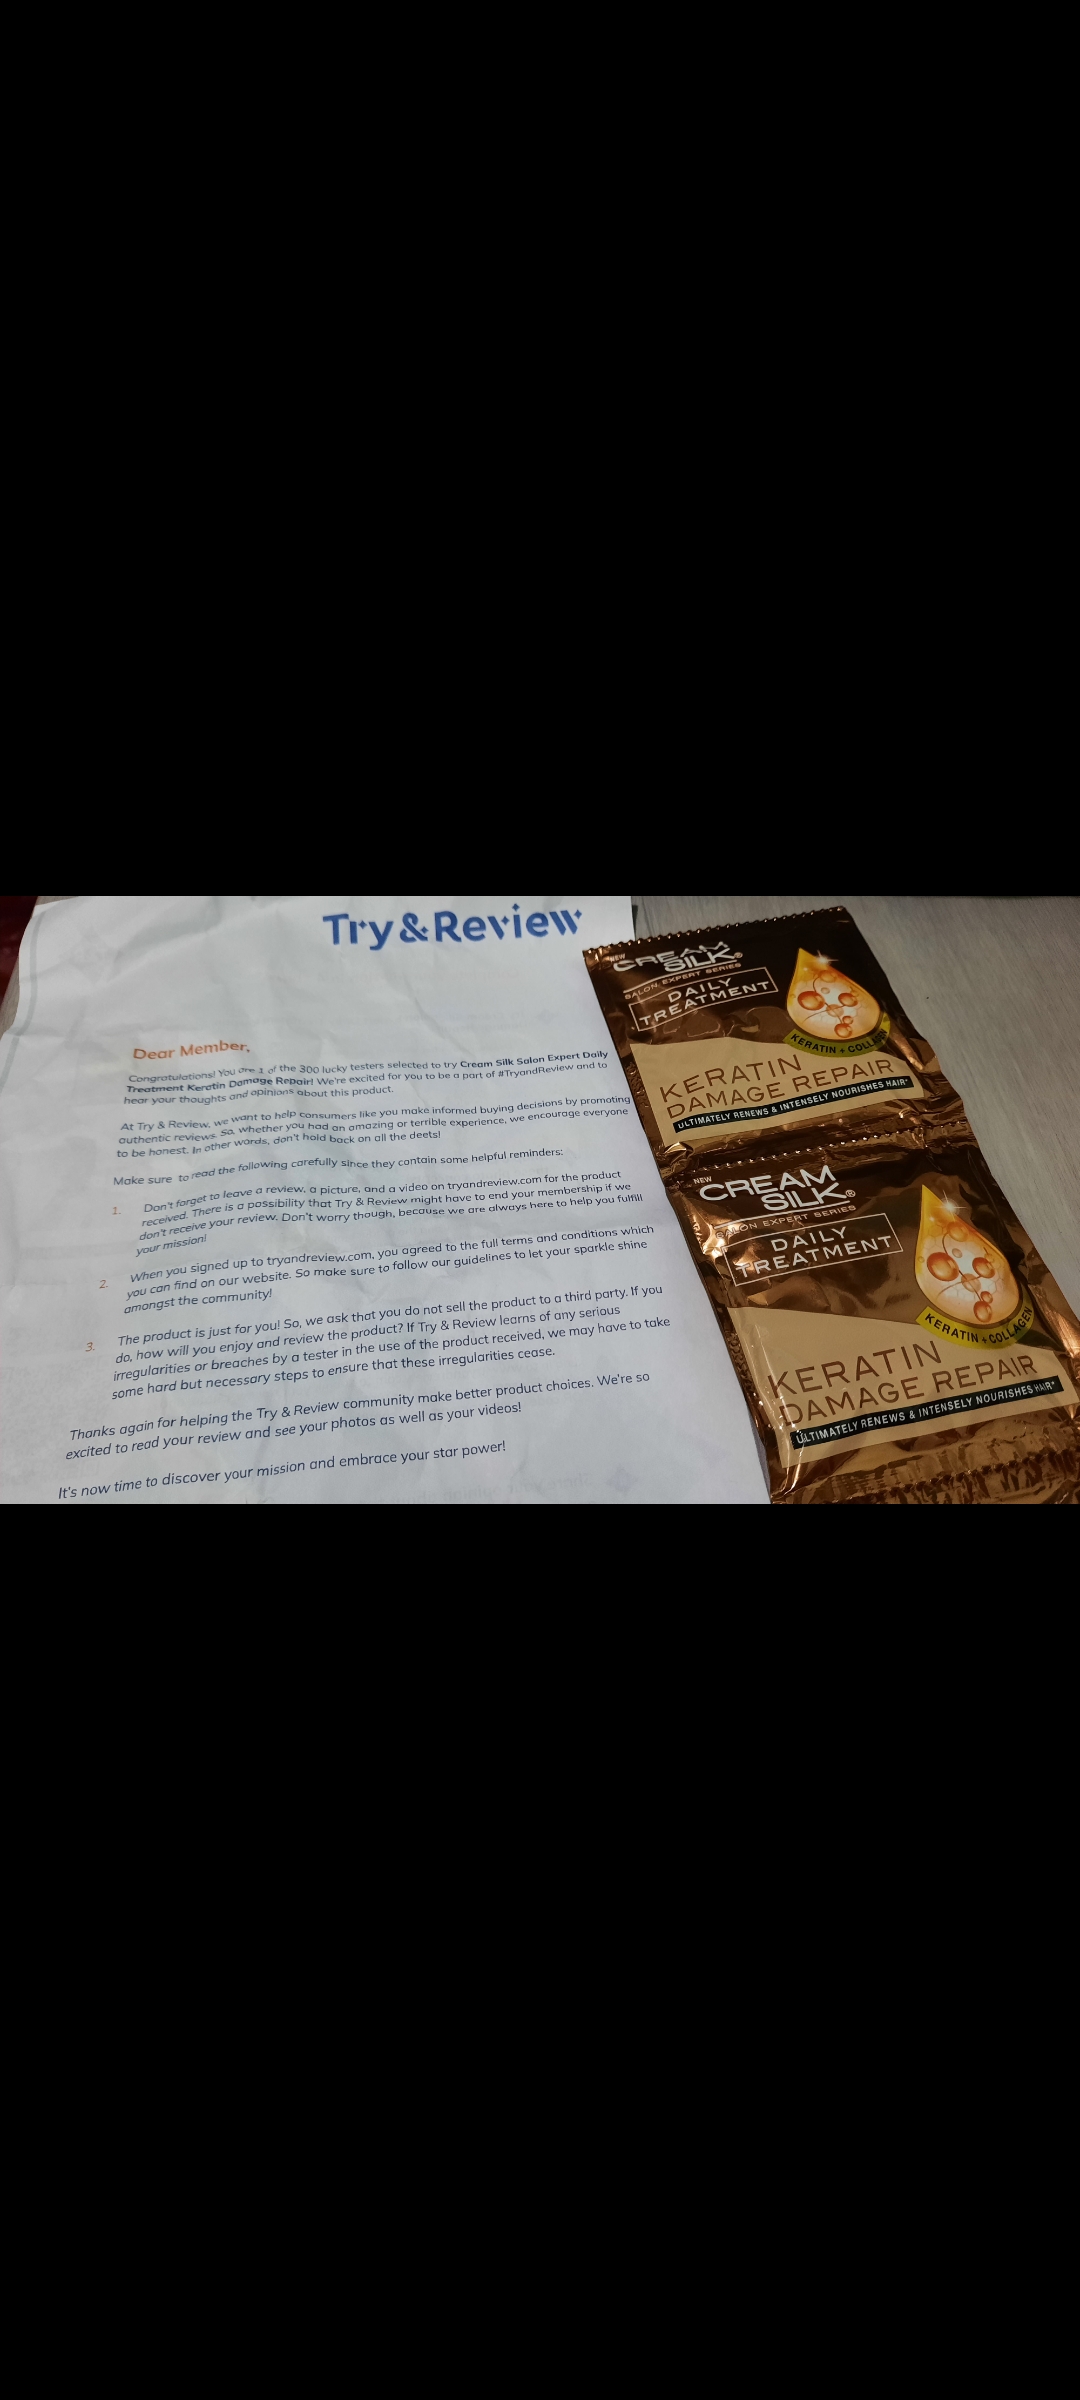 Try&Review
Dear Member,
Congratulations! You are 1 of the 300 lucky testers selected to try Cream Silk Salon Expert Daily
Treatment Keratin Damage Repair! We're excited for you to be a part of #TryandReview and to
hear your thoughts and opinions about this product.
At Try & Review, we want to help consumers like you make informed buying decisions by promoting
authentic reviews. So, whether you had an amazing or terrible experience, we encourage everyone
to be honest. In other words, don't hold back on all the deets!
Make sure to read the following carefully since they contain some helpful reminders:
1. Don't forget to leave a review, a picture, and a video on tryandreview.com for the product
received. There is a possibility that Try & Review might have to end your membership if we
don't receive your review. Don't worry though, because we are always here to help you fulfill
your mission!
2. When you signed up to tryandreview.com, you agreed to the full terms and conditions which
you can find on our website. So make sure to follow our guidelines to let your sparkle shine
amongst the community!
3. The product is just for you! So, we ask that you do not sell the product to a third party. If you
do, how will you enjoy and review the product? If Try & Review learns of any serious
irregularities or breaches by a tester in the use of the product received, we may have to take
some hard but necessary steps to ensure that these irregularities cease.
Thanks again for helping the Try & Review community make better product choices. We're so
excited to read your review and see your photos as well as your videos!
It's now time to discover your mission and embrace your star power!
NEW
CREAM
SILK®
SALON EXPERT SERIES
DAILY
TREATMENT
KERATIN + COLLAGEN
KERATIN
DAMAGE REPAIR
ULTIMATELY RENEWS & INTENSELY NOURISHES HAIR*
NEW
CREAM
SILK®
SALON EXPERT SERIES
DAILY
TREATMENT
KERATIN + COLLAGEN
KERATIN
DAMAGE REPAIR
ULTIMATELY RENEWS & INTENSELY NOURISHES HAIR*